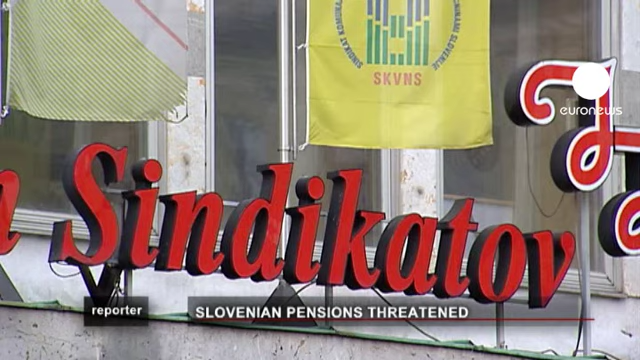 SKVNS
euronews
Sindikatov
reporter
SLOVENIAN PENSIONS THREATENED